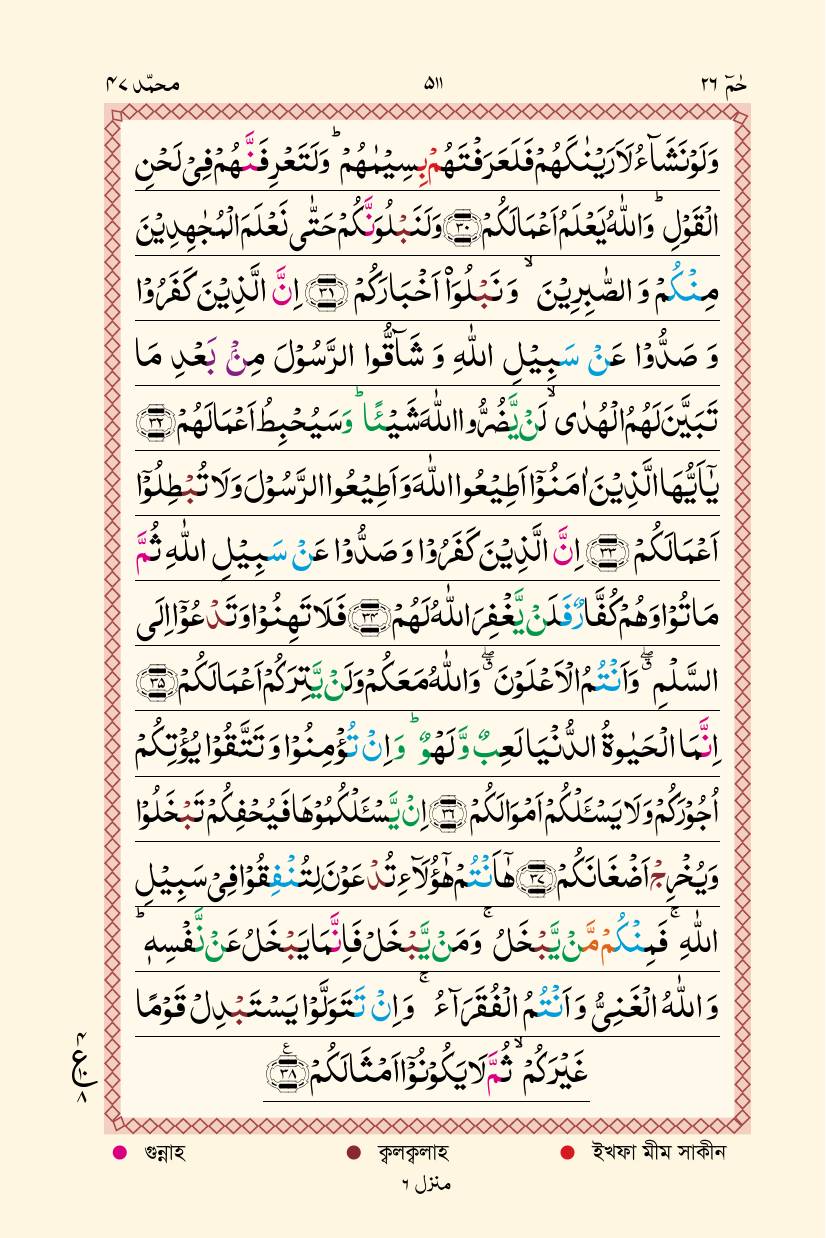 حٰمٓ ٢٦ ٥١١ محمّد ٤٧
وَلَوْ نَشَآءُ لَاَرَيْنٰكَهُمْ فَلَعَرَفْتَهُمْ بِسِيْمٰهُمْ ؕ وَلَتَعْرِفَنَّهُمْ فِيْ لَحْنِ
الْقَوْلِ ؕ وَاللّٰهُ يَعْلَمُ اَعْمَالَكُمْ ﴿٣٠﴾ وَلَنَبْلُوَنَّكُمْ حَتّٰى نَعْلَمَ الْمُجٰهِدِيْنَ
مِنْكُمْ وَ الصّٰبِرِيْنَ ۙ وَ نَبْلُوَا۟ اَخْبَارَكُمْ ﴿٣١﴾ اِنَّ الَّذِيْنَ كَفَرُوْا
وَ صَدُّوْا عَنْ سَبِيْلِ اللّٰهِ وَ شَآقُّوا الرَّسُوْلَ مِنْۢ بَعْدِ مَا
تَبَيَّنَ لَهُمُ الْهُدٰى ۙ لَنْ يَّضُرُّوا اللّٰهَ شَيْـًٔا ؕ وَسَيُحْبِطُ اَعْمَالَهُمْ ﴿٣٢﴾
يٰٓاَيُّهَا الَّذِيْنَ اٰمَنُوْٓا اَطِيْعُوا اللّٰهَ وَ اَطِيْعُوا الرَّسُوْلَ وَ لَا تُبْطِلُوْٓا
اَعْمَالَكُمْ ﴿٣٣﴾ اِنَّ الَّذِيْنَ كَفَرُوْا وَ صَدُّوْا عَنْ سَبِيْلِ اللّٰهِ ثُمَّ
مَاتُوْا وَهُمْ كُفَّارٌ فَلَنْ يَّغْفِرَ اللّٰهُ لَهُمْ ﴿٣٤﴾ فَلَا تَهِنُوْا وَتَدْعُوْٓا اِلَى
السَّلْمِ ۖۗ وَاَنْتُمُ الْاَعْلَوْنَ ۖۗ وَاللّٰهُ مَعَكُمْ وَلَنْ يَّتِرَكُمْ اَعْمَالَكُمْ ﴿٣٥﴾
اِنَّمَا الْحَيٰوةُ الدُّنْيَا لَعِبٌ وَّلَهْوٌ ؕ وَاِنْ تُؤْمِنُوْا وَ تَتَّقُوْا يُؤْتِكُمْ
اُجُوْرَكُمْ وَلَا يَسْـَٔلْكُمْ اَمْوَالَكُمْ ﴿٣٦﴾ اِنْ يَّسْـَٔلْكُمُوْهَا فَيُحْفِكُمْ تَبْخَلُوْا
وَيُخْرِجْ اَضْغَانَكُمْ ﴿٣٧﴾ هٰٓاَنْتُمْ هٰٓؤُلَآءِ تُدْعَوْنَ لِتُنْفِقُوْا فِيْ سَبِيْلِ
اللّٰهِ ۚ فَمِنْكُمْ مَّنْ يَّبْخَلُ ۚ وَمَنْ يَّبْخَلْ فَاِنَّمَا يَبْخَلُ عَنْ نَّفْسِهٖ ؕ
وَ اللّٰهُ الْغَنِيُّ وَ اَنْتُمُ الْفُقَرَآءُ ۚ وَ اِنْ تَتَوَلَّوْا يَسْتَبْدِلْ قَوْمًا
غَيْرَكُمْ ۙ ثُمَّ لَا يَكُوْنُوْٓا اَمْثَالَكُمْ ﴿٣٨﴾ ع
٤ ع ١٠ ٨
গুন্নাহ ক্বলক্বলাহ ইখফা মীম সাকীন
منزل ٦